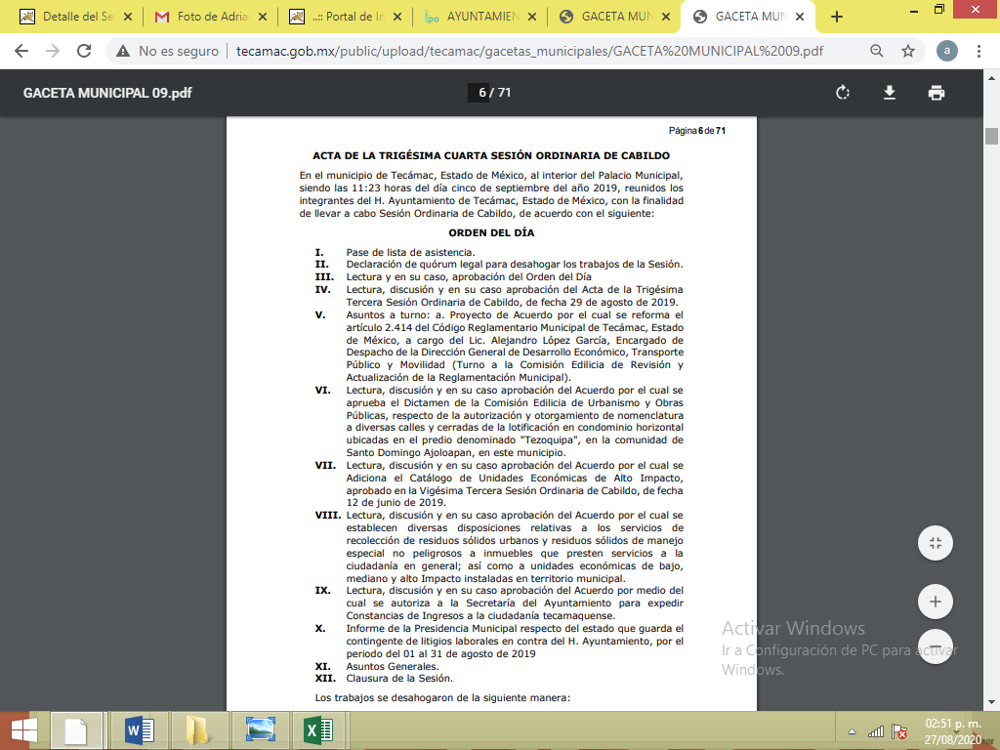 Detalle del Se
Foto de Adria
..:: Portal de In
AYUNTAMIEN
GACETA MUN
GACETA MUN
No es seguro
tecamac.gob.mx/public/upload/tecamac/gacetas_municipales/GACETA%20MUNICIPAL%2009.pdf
a
GACETA MUNICIPAL 09.pdf
6 / 71
Página 6 de 71
ACTA DE LA TRIGÉSIMA CUARTA SESIÓN ORDINARIA DE CABILDO
En el municipio de Tecámac, Estado de México, al interior del Palacio Municipal,
siendo las 11:23 horas del día cinco de septiembre del año 2019, reunidos los
integrantes del H. Ayuntamiento de Tecámac, Estado de México, con la finalidad
de llevar a cabo Sesión Ordinaria de Cabildo, de acuerdo con el siguiente:
ORDEN DEL DÍA
I. Pase de lista de asistencia.
II. Declaración de quórum legal para desahogar los trabajos de la Sesión.
III. Lectura y en su caso, aprobación del Orden del Día
IV. Lectura, discusión y en su caso aprobación del Acta de la Trigésima
Tercera Sesión Ordinaria de Cabildo, de fecha 29 de agosto de 2019.
V. Asuntos a turno: a. Proyecto de Acuerdo por el cual se reforma el
artículo 2.414 del Código Reglamentario Municipal de Tecámac, Estado
de México, a cargo del Lic. Alejandro López García, Encargado de
Despacho de la Dirección General de Desarrollo Económico, Transporte
Público y Movilidad (Turno a la Comisión Edilicia de Revisión y
Actualización de la Reglamentación Municipal).
VI. Lectura, discusión y en su caso aprobación del Acuerdo por el cual se
aprueba el Dictamen de la Comisión Edilicia de Urbanismo y Obras
Públicas, respecto de la autorización y otorgamiento de nomenclatura
a diversas calles y cerradas de la lotificación en condominio horizontal
ubicadas en el predio denominado "Tezoquipa", en la comunidad de
Santo Domingo Ajoloapan, en este municipio.
VII. Lectura, discusión y en su caso aprobación del Acuerdo por el cual se
Adiciona el Catálogo de Unidades Económicas de Alto Impacto,
aprobado en la Vigésima Tercera Sesión Ordinaria de Cabildo, de fecha
12 de junio de 2019.
VIII. Lectura, discusión y en su caso aprobación del Acuerdo por el cual se
establecen diversas disposiciones relativas a los servicios de
recolección de residuos sólidos urbanos y residuos sólidos de manejo
especial no peligrosos a inmuebles que presten servicios a la
ciudadanía en general; así como a unidades económicas de bajo,
mediano y alto Impacto instaladas en territorio municipal.
IX. Lectura, discusión y en su caso aprobación del Acuerdo por medio del
cual se autoriza a la Secretaría del Ayuntamiento para expedir
Constancias de Ingresos a la ciudadanía tecamaquense.
X. Informe de la Presidencia Municipal respecto del estado que guarda el
contingente de litigios laborales en contra del H. Ayuntamiento, por el
periodo del 01 al 31 de agosto de 2019
XI. Asuntos Generales.
XII. Clausura de la Sesión.
Los trabajos se desahogaron de la siguiente manera:
Activar Windows
Ir a Configuración de PC para activar
Windows.
02:51 p. m.
27/08/2020